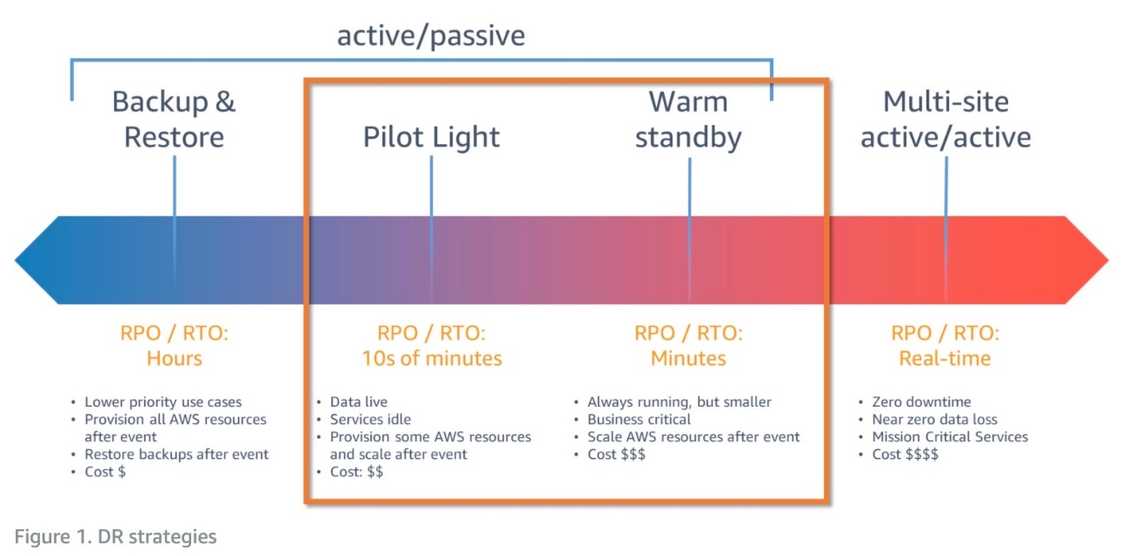 active/passive
Backup &
Restore
Pilot Light
Warm
standby
Multi-site
active/active
RPO / RTO:
Hours
RPO / RTO:
10s of minutes
RPO / RTO:
Minutes
RPO / RTO:
Real-time
• Lower priority use cases
• Provision all AWS resources
after event
• Restore backups after event
• Cost $
• Data live
• Services idle
• Provision some AWS resources
and scale after event
• Cost: $$
• Always running, but smaller
• Business critical
• Scale AWS resources after event
• Cost $$$
• Zero downtime
• Near zero data loss
• Mission Critical Services
• Cost $$$$
Figure 1. DR strategies